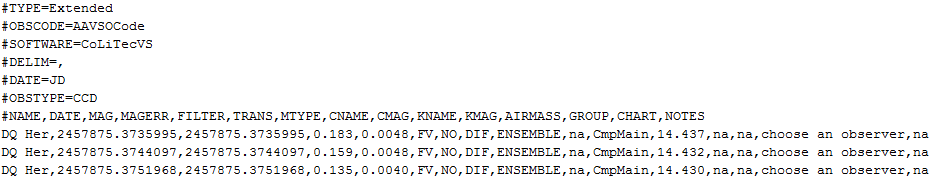 #TYPE=Extended
#OBSCODE=AAVSOCode
#SOFTWARE=CoLiTecVS
#DELIM=,
#DATE=JD
#OBSTYPE=CCD
#NAME,DATE,MAG,MAGERR,FILTER,TRANS,MTYPE,CNAME,CMAG,KNAME,KMAG,AIRMASS,GROUP,CHART,NOTES
DQ Her,2457875.3735995,2457875.3735995,0.183,0.0048,FV,NO,DIF,ENSEMBLE,na,CmpMain,14.437,na,na,choose an observer,na
DQ Her,2457875.3744097,2457875.3744097,0.159,0.0048,FV,NO,DIF,ENSEMBLE,na,CmpMain,14.432,na,na,choose an observer,na
DQ Her,2457875.3751968,2457875.3751968,0.135,0.0040,FV,NO,DIF,ENSEMBLE,na,CmpMain,14.430,na,na,choose an observer,na